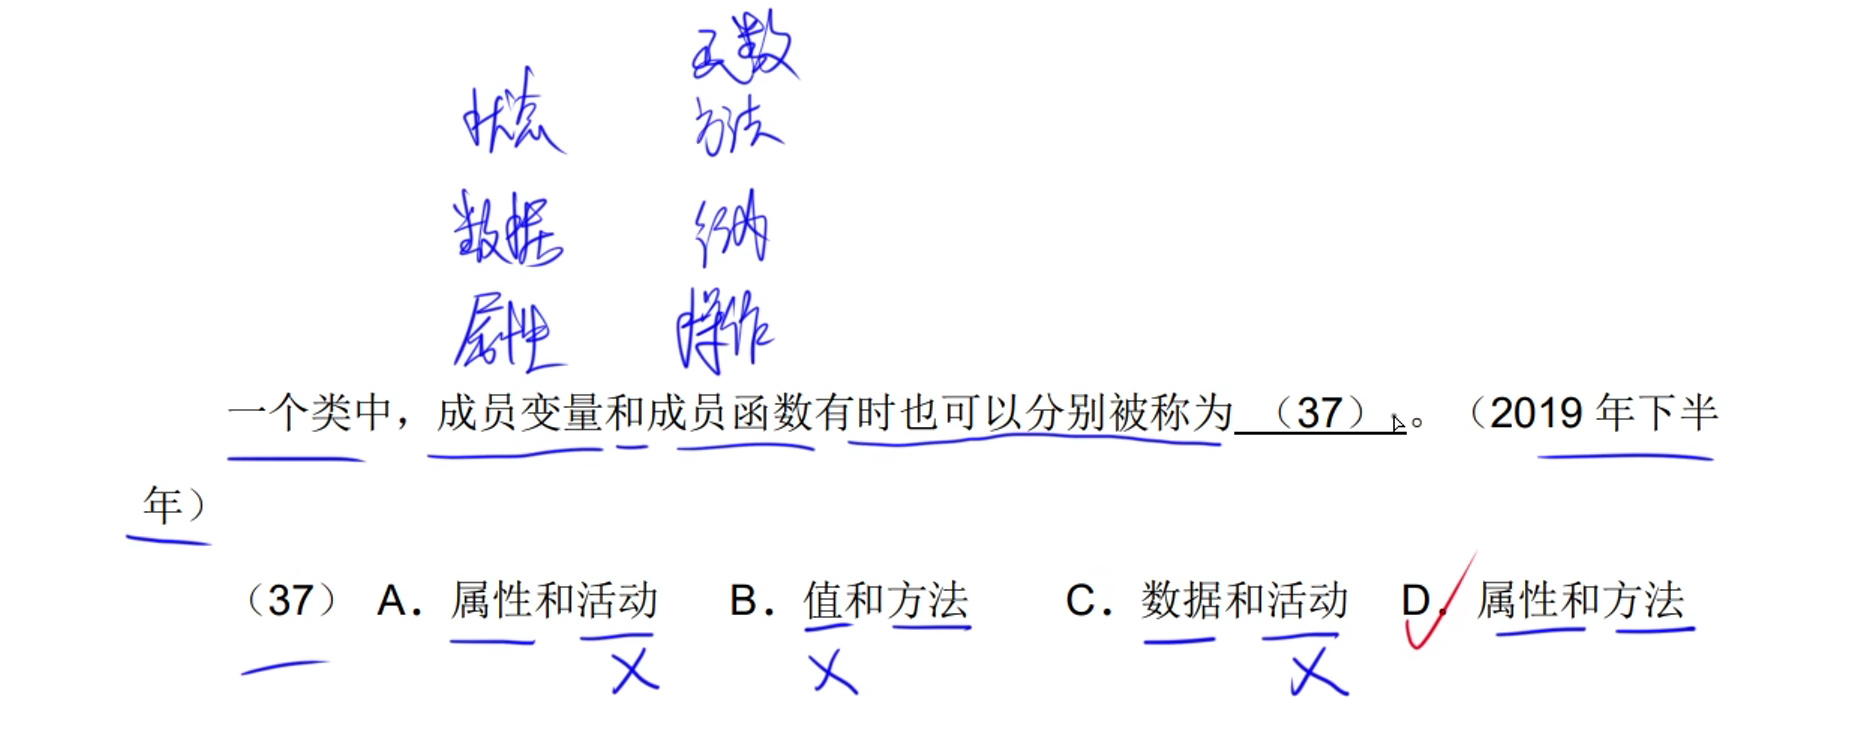 函数
状态 方法
数据 行为
属性 操作
一个类中，成员变量和成员函数有时也可以分别被称为 （37） 。（2019 年下半
年）
（37） A．属性和活动 B．值和方法 C．数据和活动 D．属性和方法